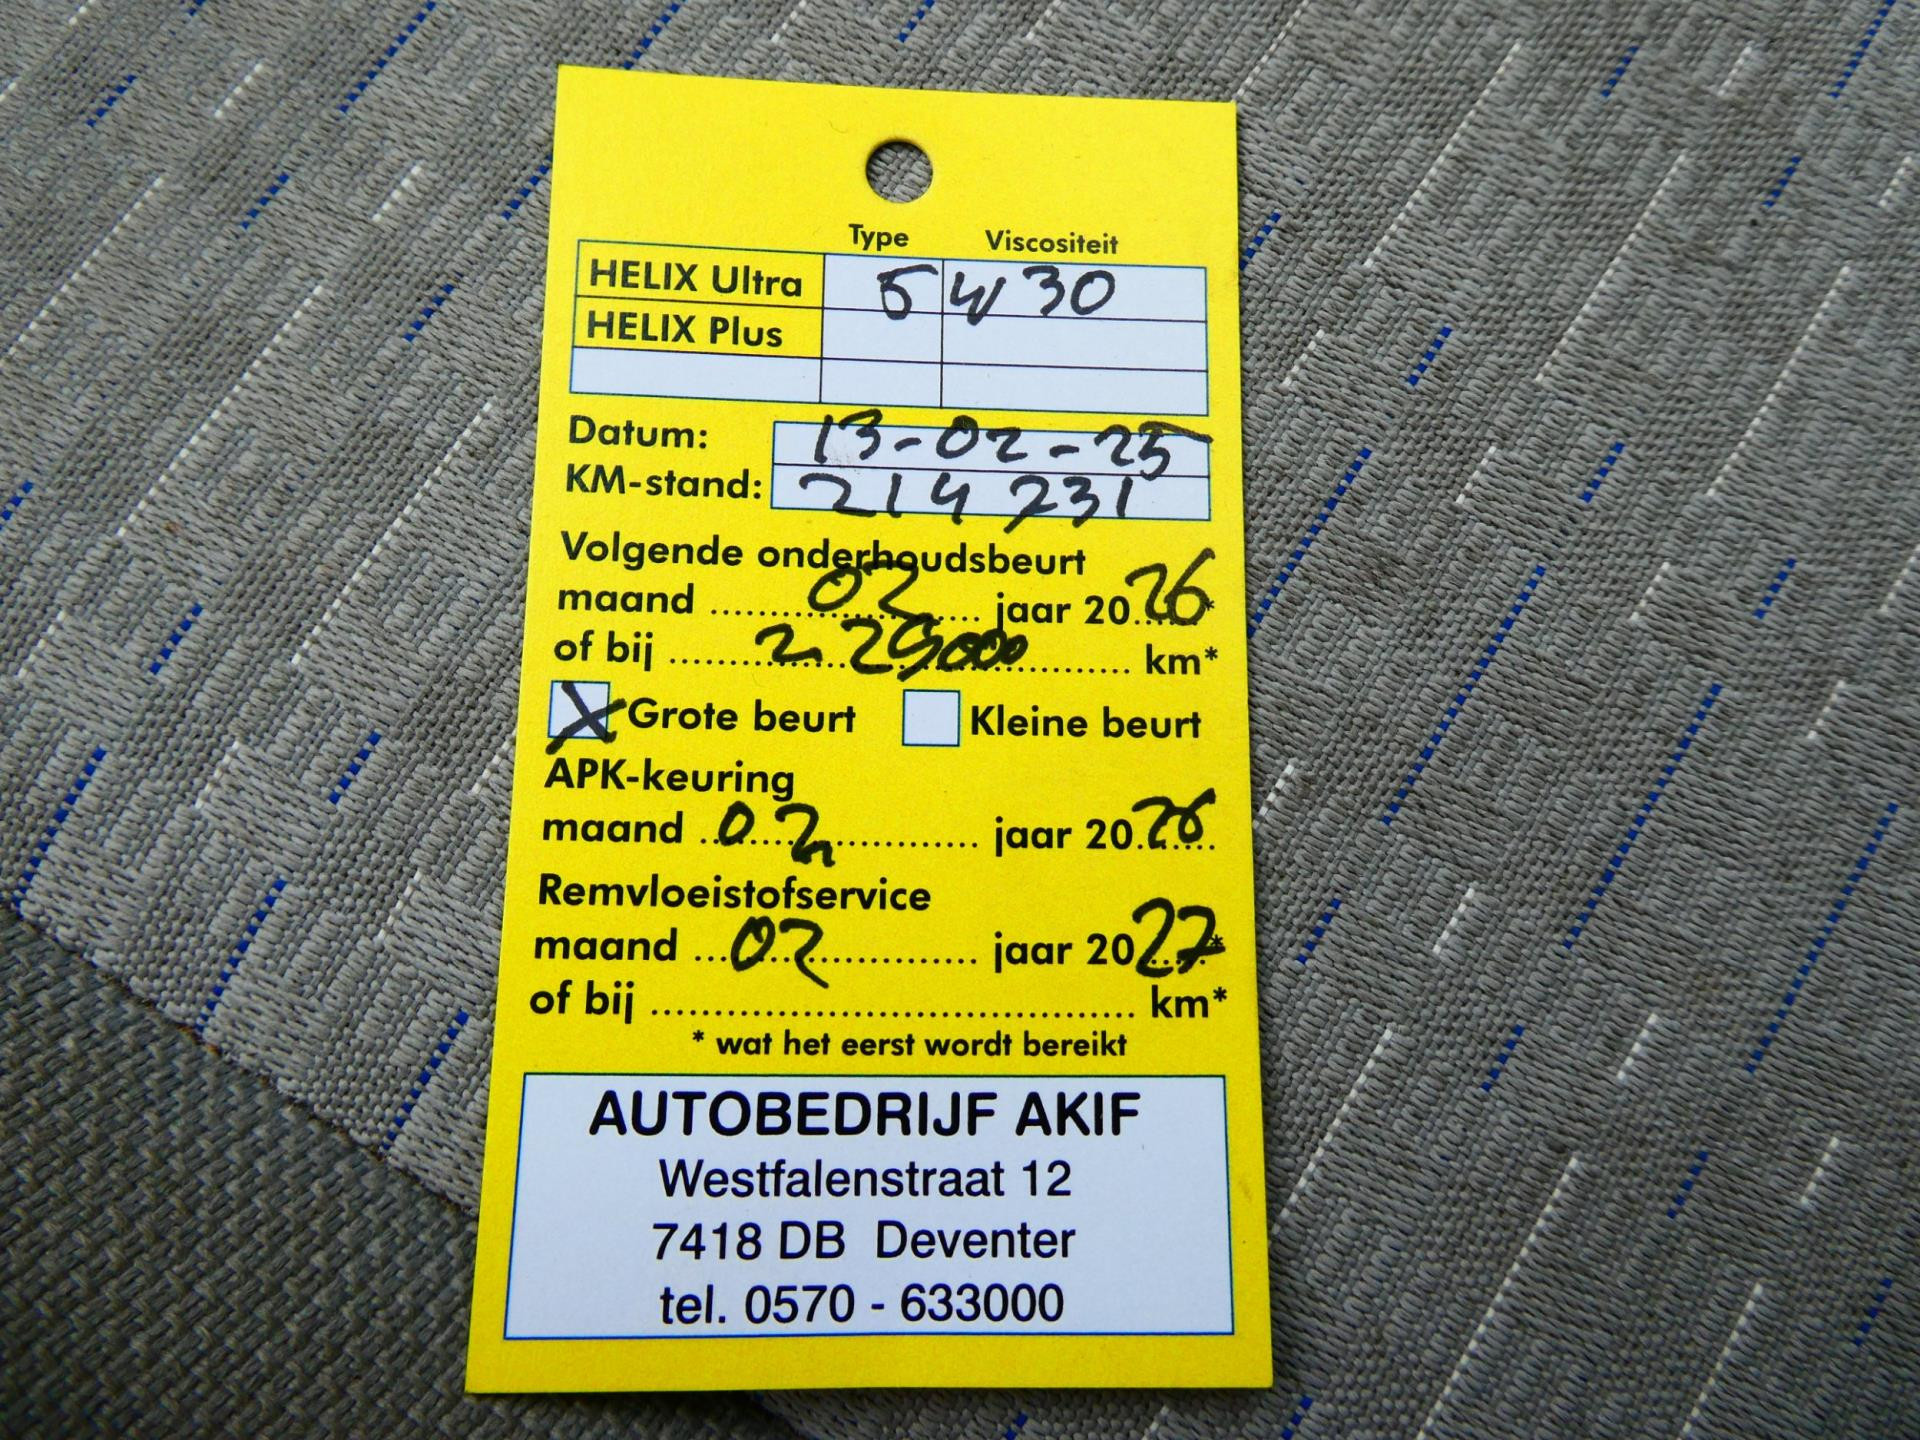 Type Viscositeit
HELIX Ultra 5W30
HELIX Plus
Datum: 13-02-25
KM-stand: 214 231
Volgende onderhoudsbeurt
maand 02 jaar 2026*
of bij km*
X Grote beurt Kleine beurt
APK-keuring
maand 02 jaar 2026
Remvloeistofservice
maand 02 jaar 2027*
of bij km*
* wat het eerst wordt bereikt
AUTOBEDRIJF AKIF
Westfalenstraat 12
7418 DB Deventer
tel. 0570 - 633000